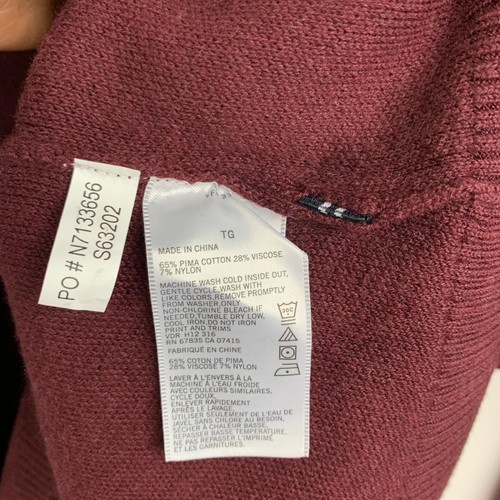 PO # N7133656
S63202
TG
MADE IN CHINA
65% PIMA COTTON 28% VISCOSE
7% NYLON
MACHINE WASH COLD INSIDE OUT,
GENTLE CYCLE,WASH WITH
LIKE COLORS,REMOVE PROMPTLY
FROM WASHER,ONLY
NON-CHLORINE BLEACH IF
NEEDED,TUMBLE DRY LOW,
COOL IRON,DO NOT IRON
PRINT AND TRIMS
VDR H12 316
RN 67835 CA 07415
FABRIQUÉ EN CHINE
65% COTON DE PIMA
28% VISCOSE 7% NYLON
LAVER À L'ENVERS À LA
MACHINE À L'EAU FROIDE
AVEC COULEURS SIMILAIRES,
CYCLE DOUX,
ENLEVER RAPIDEMENT
APRÈS LE LAVAGE,
UTILISER SEULEMENT DE L'EAU DE
JAVEL SANS CHLORE AU BESOIN,
SÉCHER À CHALEUR BASSE,
REPASSER BASSE TEMPÉRATURE,
NE PAS REPASSER L'IMPRIMÉ
ET LES GARNITURES.